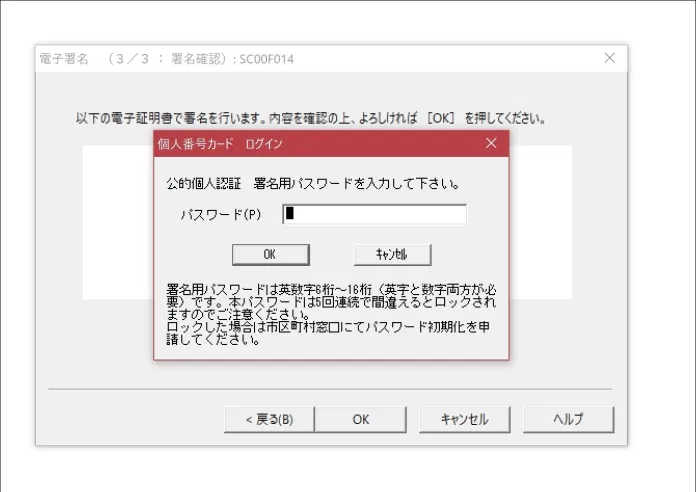 電子署名 （３／３ ： 署名確認）: SC00F014
以下の電子証明書で署名を行います。内容を確認の上、よろしければ ［OK］ を押してください。
個人番号カード ログイン
公的個人認証 署名用パスワードを入力して下さい。
パスワード(P)
OK
ｷｬﾝｾﾙ
署名用パスワードは英数字6桁～16桁（英字と数字両方が必
要）です。本パスワードは5回連続で間違えるとロックされ
ますのでご注意ください。
ロックした場合は市区町村窓口にてパスワード初期化を申
請してください。
< 戻る(B)
OK
キャンセル
ヘルプ